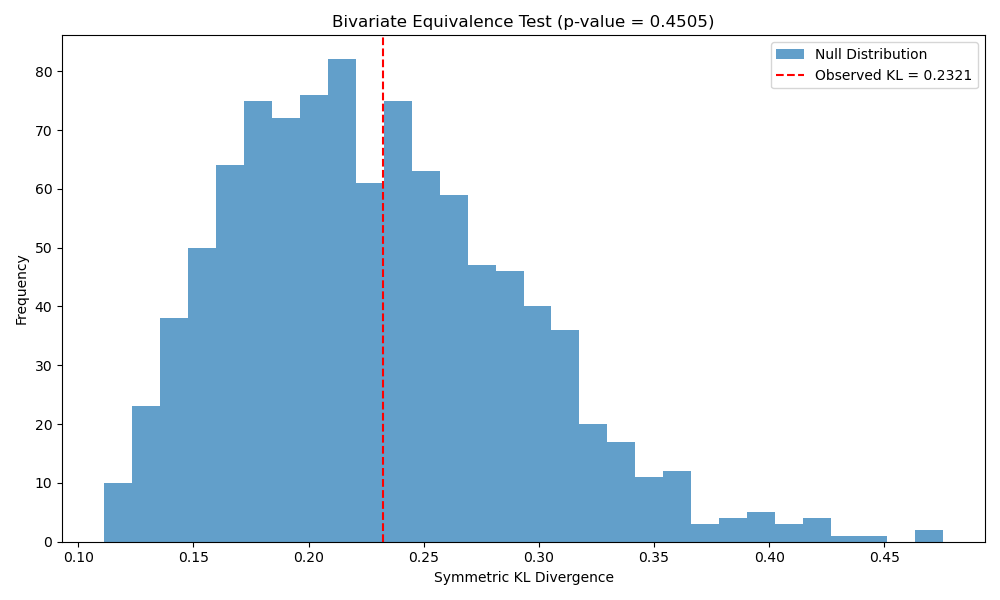 Bivariate Equivalence Test (p-value = 0.4505)
Null Distribution
Observed KL = 0.2321
Frequency
80
70
60
50
40
30
20
10
0
0.10 0.15 0.20 0.25 0.30 0.35 0.40 0.45
Symmetric KL Divergence